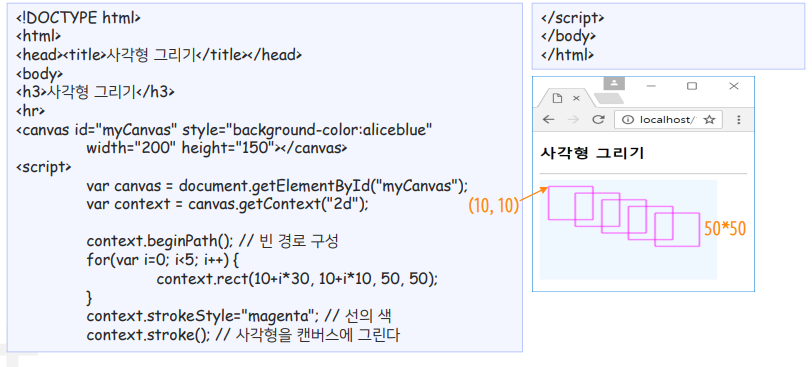 <!DOCTYPE html>
<html>
<head><title>사각형 그리기</title></head>
<body>
<h3>사각형 그리기</h3>
<hr>
<canvas id="myCanvas" style="background-color:aliceblue"
width="200" height="150"></canvas>
<script>
var canvas = document.getElementById("myCanvas");
var context = canvas.getContext("2d");
context.beginPath(); // 빈 경로 구성
for(var i=0; i<5; i++) {
context.rect(10+i*30, 10+i*10, 50, 50);
}
context.strokeStyle="magenta"; // 선의 색
context.stroke(); // 사각형을 캔버스에 그린다
</script>
</body>
</html>
localhost/
사각형 그리기
(10, 10)
50*50